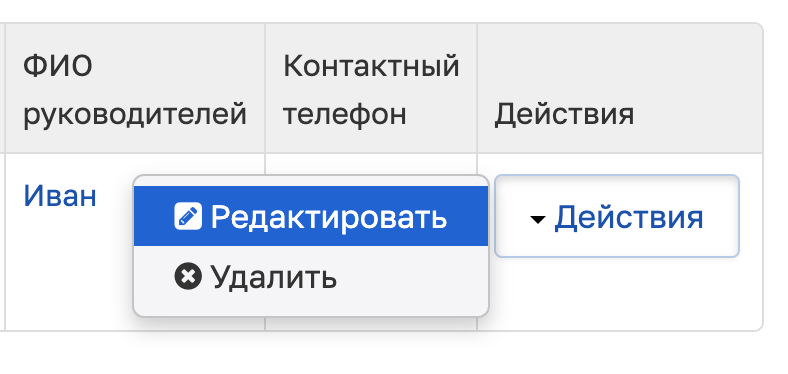 ФИО
руководителей
Контактный
телефон
Действия
Иван
Редактировать
Удалить
Действия